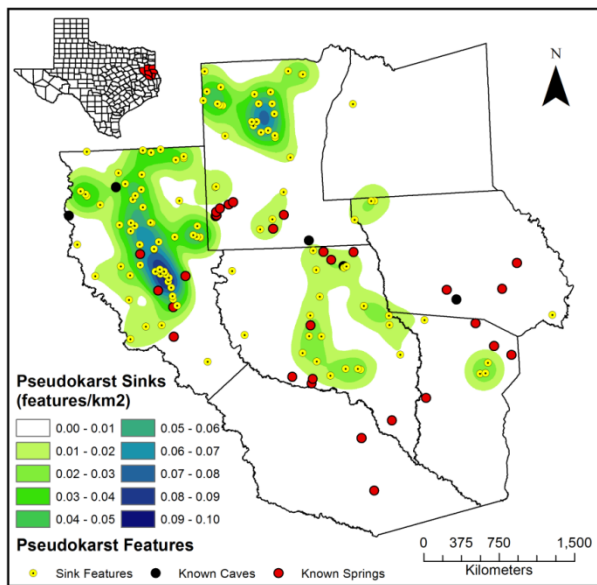 N
Pseudokarst Sinks
(features/km2)
0.00 - 0.01 0.05 - 0.06
0.01 - 0.02 0.06 - 0.07
0.02 - 0.03 0.07 - 0.08
0.03 - 0.04 0.08 - 0.09
0.04 - 0.05 0.09 - 0.10
Pseudokarst Features
Sink Features Known Caves Known Springs
0 375 750 1,500
Kilometers